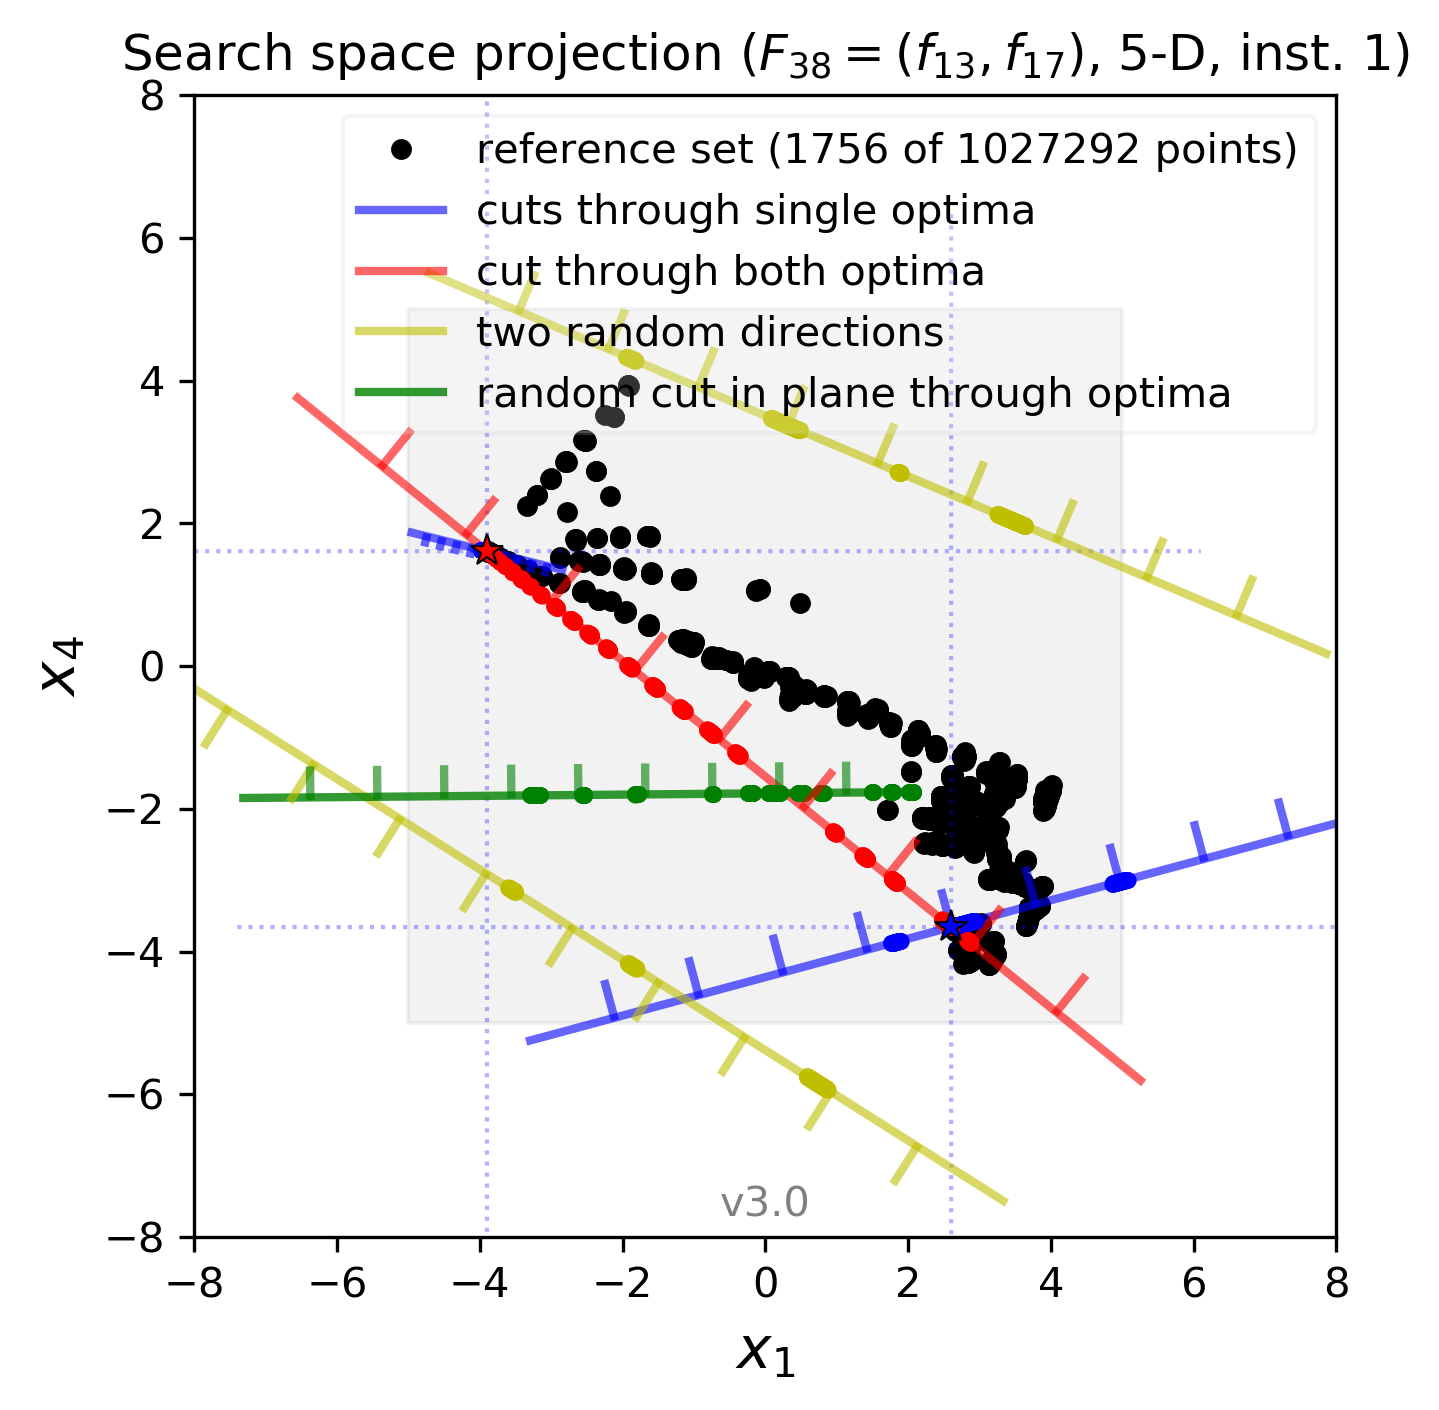 Search space projection (F₃₈ = (f₁₃, f₁₇), 5-D, inst. 1)
reference set (1756 of 1027292 points)
cuts through single optima
cut through both optima
two random directions
random cut in plane through optima
8
6
4
2
0
−2
−4
−6
−8
x₄
v3.0
−8 −6 −4 −2 0 2 4 6 8
x₁